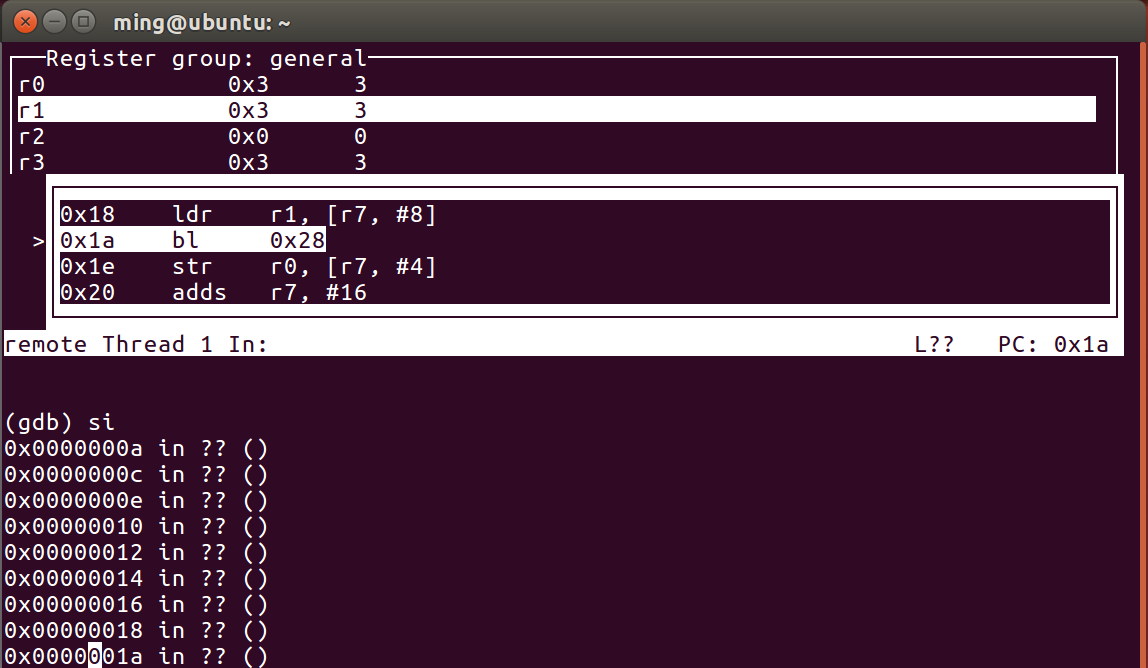 ming@ubuntu: ~
Register group: general
r0 0x3 3
r1 0x3 3
r2 0x0 0
r3 0x3 3
0x18 ldr r1, [r7, #8]
> 0x1a bl 0x28
0x1e str r0, [r7, #4]
0x20 adds r7, #16
remote Thread 1 In: L?? PC: 0x1a
(gdb) si
0x0000000a in ?? ()
0x0000000c in ?? ()
0x0000000e in ?? ()
0x00000010 in ?? ()
0x00000012 in ?? ()
0x00000014 in ?? ()
0x00000016 in ?? ()
0x00000018 in ?? ()
0x0000001a in ?? ()